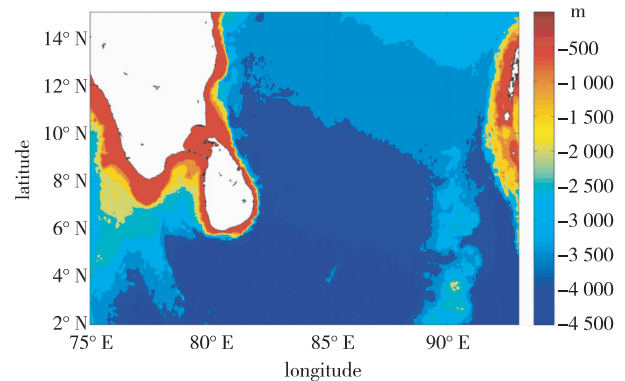 m
15° N
12° N
10° N
8° N
6° N
4° N
2° N
latitude
75° E
80° E
85° E
90° E
longitude
−500
−1 000
−1 500
−2 000
−2 500
−3 000
−3 500
−4 000
−4 500